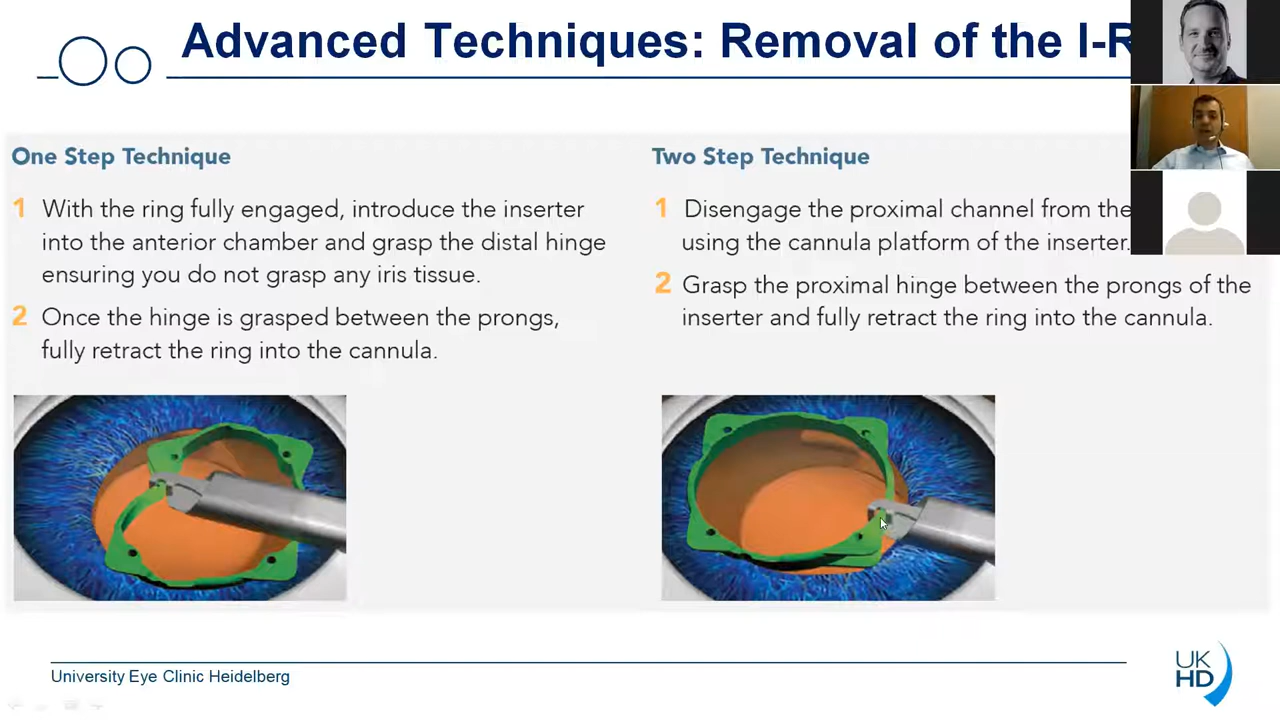 Advanced Techniques: Removal of the I-R
One Step Technique
1 With the ring fully engaged, introduce the inserter
into the anterior chamber and grasp the distal hinge
ensuring you do not grasp any iris tissue.
2 Once the hinge is grasped between the prongs,
fully retract the ring into the cannula.
Two Step Technique
1 Disengage the proximal channel from the
using the cannula platform of the inserter.
2 Grasp the proximal hinge between the prongs of the
inserter and fully retract the ring into the cannula.
University Eye Clinic Heidelberg
UK
HD